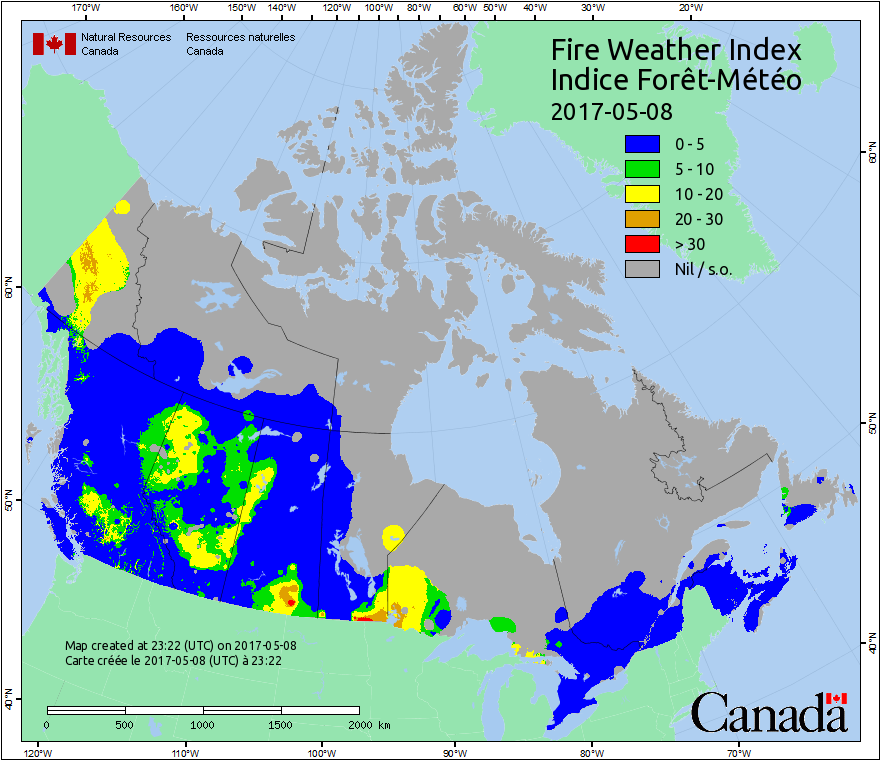 170°W 160°W 150°W 140°W 130°W 120°W 110°W 100°W 90°W 80°W 60°W 50°W 40°W 30°W 20°W
Natural Resources Ressources naturelles
Canada Canada
Fire Weather Index
Indice Forêt-Météo
2017-05-08
0 - 5
5 - 10
10 - 20
20 - 30
> 30
Nil / s.o.
60°N
60°N
50°N
50°N
40°N
40°N
Map created at 23:22 (UTC) on 2017-05-08
Carte créée le 2017-05-08 (UTC) à 23:22
0 500 1000 1500 2000 km
Canada
120°W 110°W 100°W 90°W 80°W 70°W